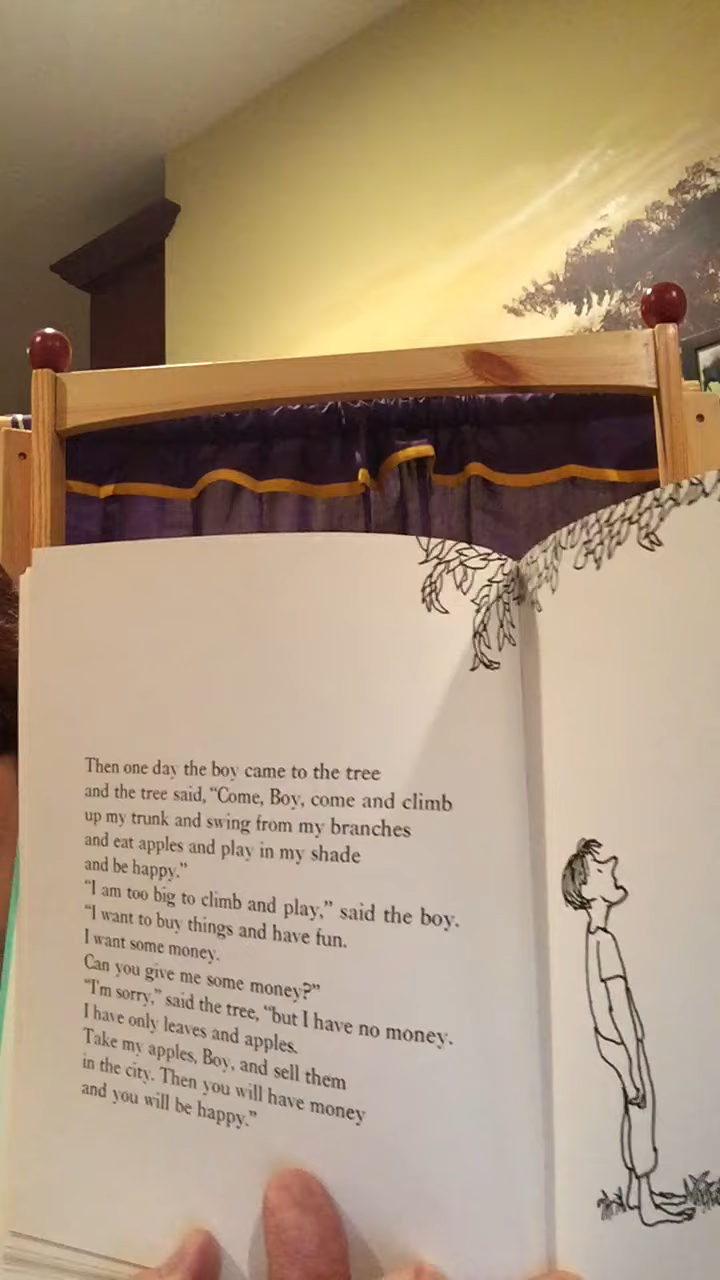 Then one day the boy came to the tree
and the tree said, “Come, Boy, come and climb
up my trunk and swing from my branches
and eat apples and play in my shade
and be happy.”
“I am too big to climb and play,” said the boy.
“I want to buy things and have fun.
I want some money.
Can you give me some money?”
“I'm sorry,” said the tree, “but I have no money.
I have only leaves and apples.
Take my apples, Boy, and sell them
in the city. Then you will have money
and you will be happy.”